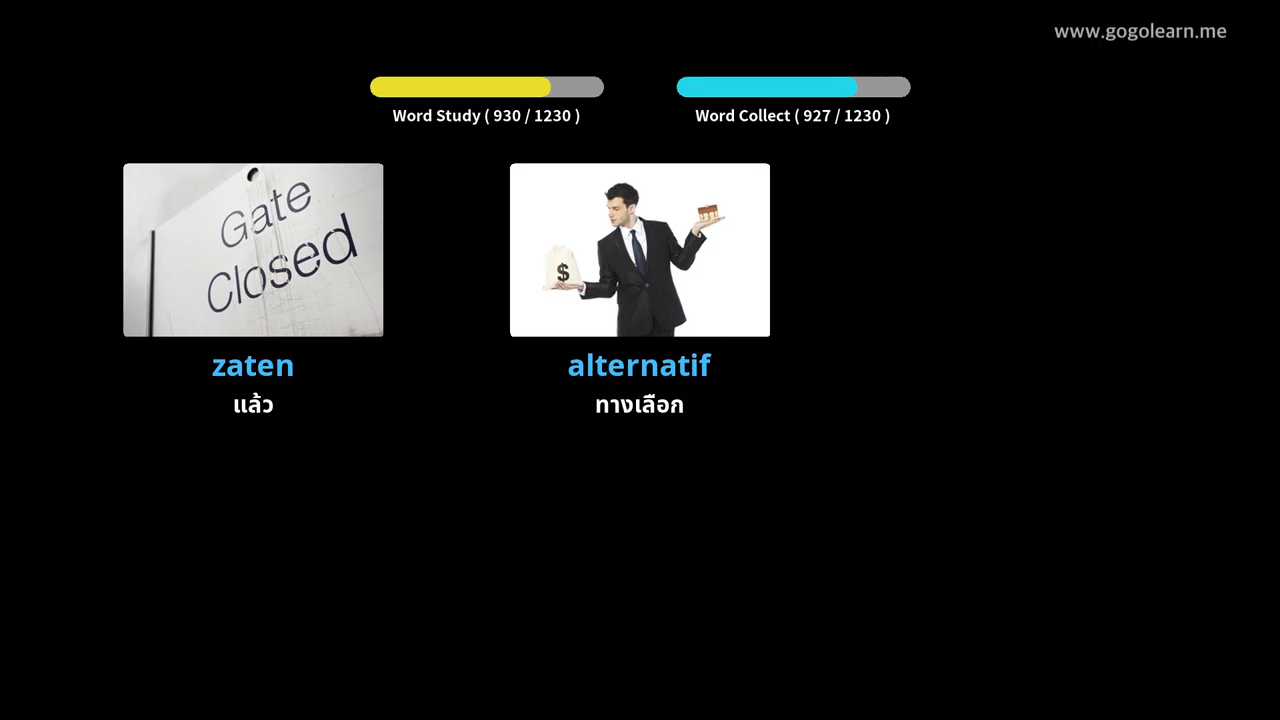 www.gogolearn.me
Word Study ( 930 / 1230 )
Word Collect ( 927 / 1230 )
Gate
Closed
$
zaten
alternatif
แล้ว
ทางเลือก